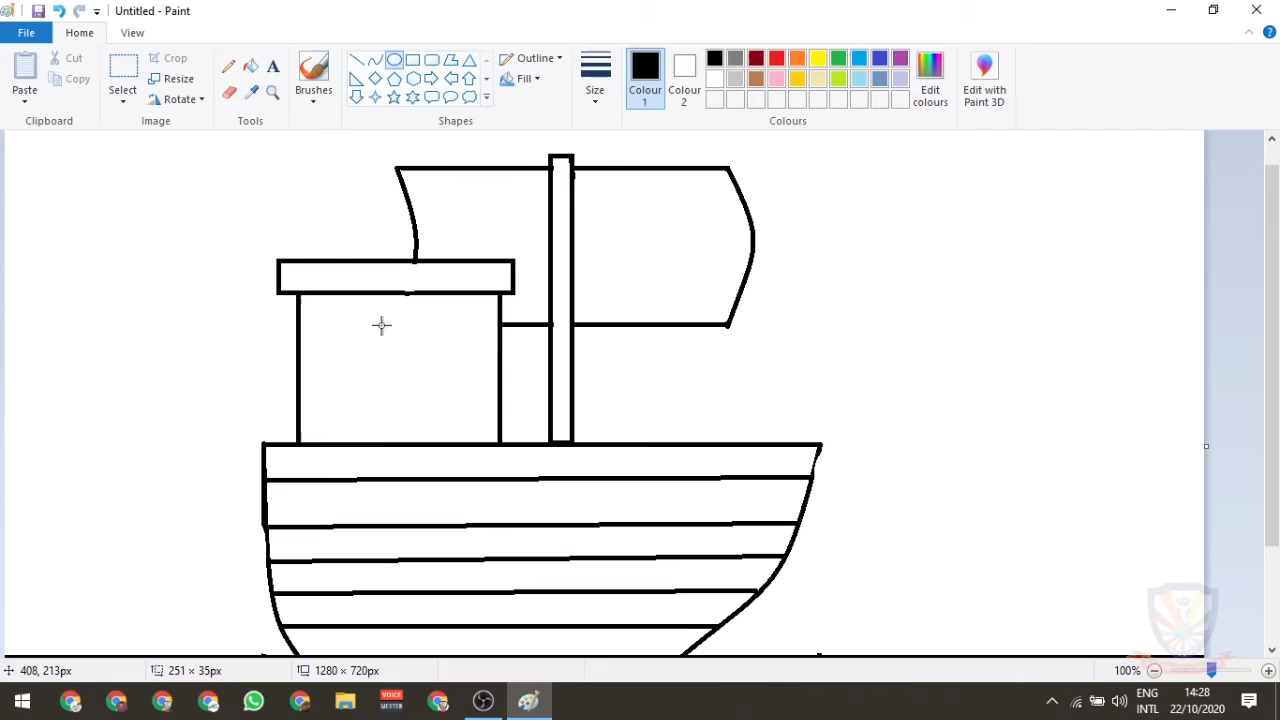 Untitled - Paint
File
Home
View
Paste
Cut
Copy
Clipboard
Select
Crop
Resize
Rotate
Image
A
Tools
Brushes
Outline
Fill
Shapes
Size
Colour
1
Colour
2
Edit
colours
Colours
Edit with
Paint 3D
408, 213px
251 × 35px
1280 × 720px
100%
VOICE
MEETER
ENG
INTL
14:28
22/10/2020